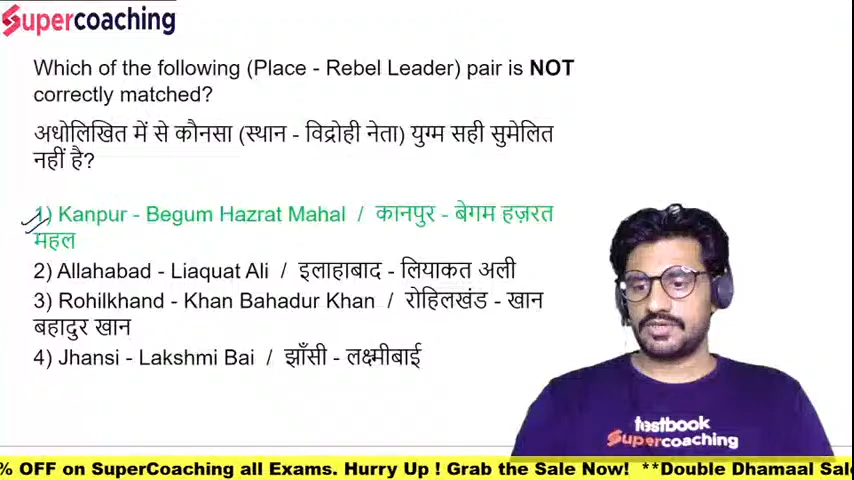 Supercoaching
Which of the following (Place - Rebel Leader) pair is NOT
correctly matched?
अधोलिखित में से कौनसा (स्थान - विद्रोही नेता) युग्म सही सुमेलित
नहीं है?
1) Kanpur - Begum Hazrat Mahal / कानपुर - बेगम हज़रत
महल
2) Allahabad - Liaquat Ali / इलाहाबाद - लियाकत अली
3) Rohilkhand - Khan Bahadur Khan / रोहिलखंड - खान
बहादुर खान
4) Jhansi - Lakshmi Bai / झाँसी - लक्ष्मीबाई
testbook
Supercoaching
% OFF on SuperCoaching all Exams. Hurry Up ! Grab the Sale Now! **Double Dhamaal Sale